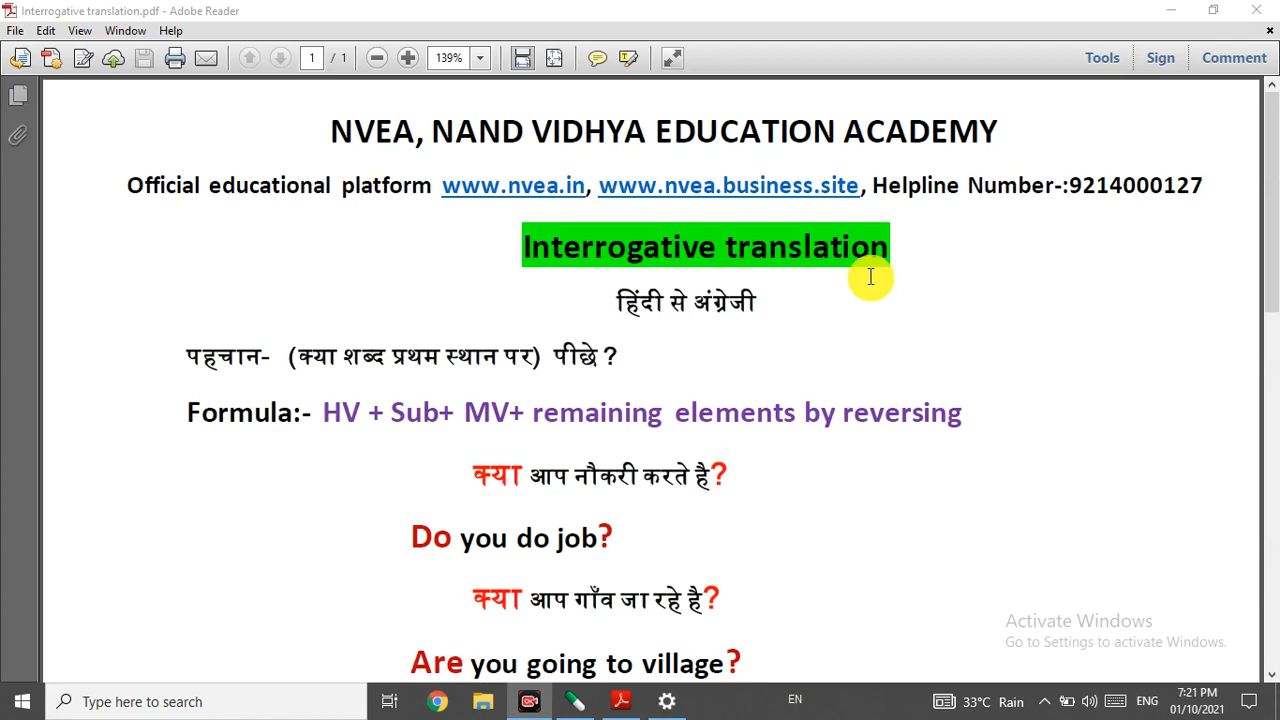 Interrogative translation.pdf - Adobe Reader
File Edit View Window Help
1 / 1 139% Tools Sign Comment
NVEA, NAND VIDHYA EDUCATION ACADEMY
Official educational platform www.nvea.in, www.nvea.business.site, Helpline Number-:9214000127
Interrogative translation
हिंदी से अंग्रेजी
पहचान- (क्या शब्द प्रथम स्थान पर) पीछे ?
Formula:- HV + Sub+ MV+ remaining elements by reversing
क्या आप नौकरी करते है?
Do you do job?
क्या आप गाँव जा रहे है?
Are you going to village?
Activate Windows
Go to Settings to activate Windows.
Type here to search EN 33°C Rain ENG 7:21 PM
01/10/2021